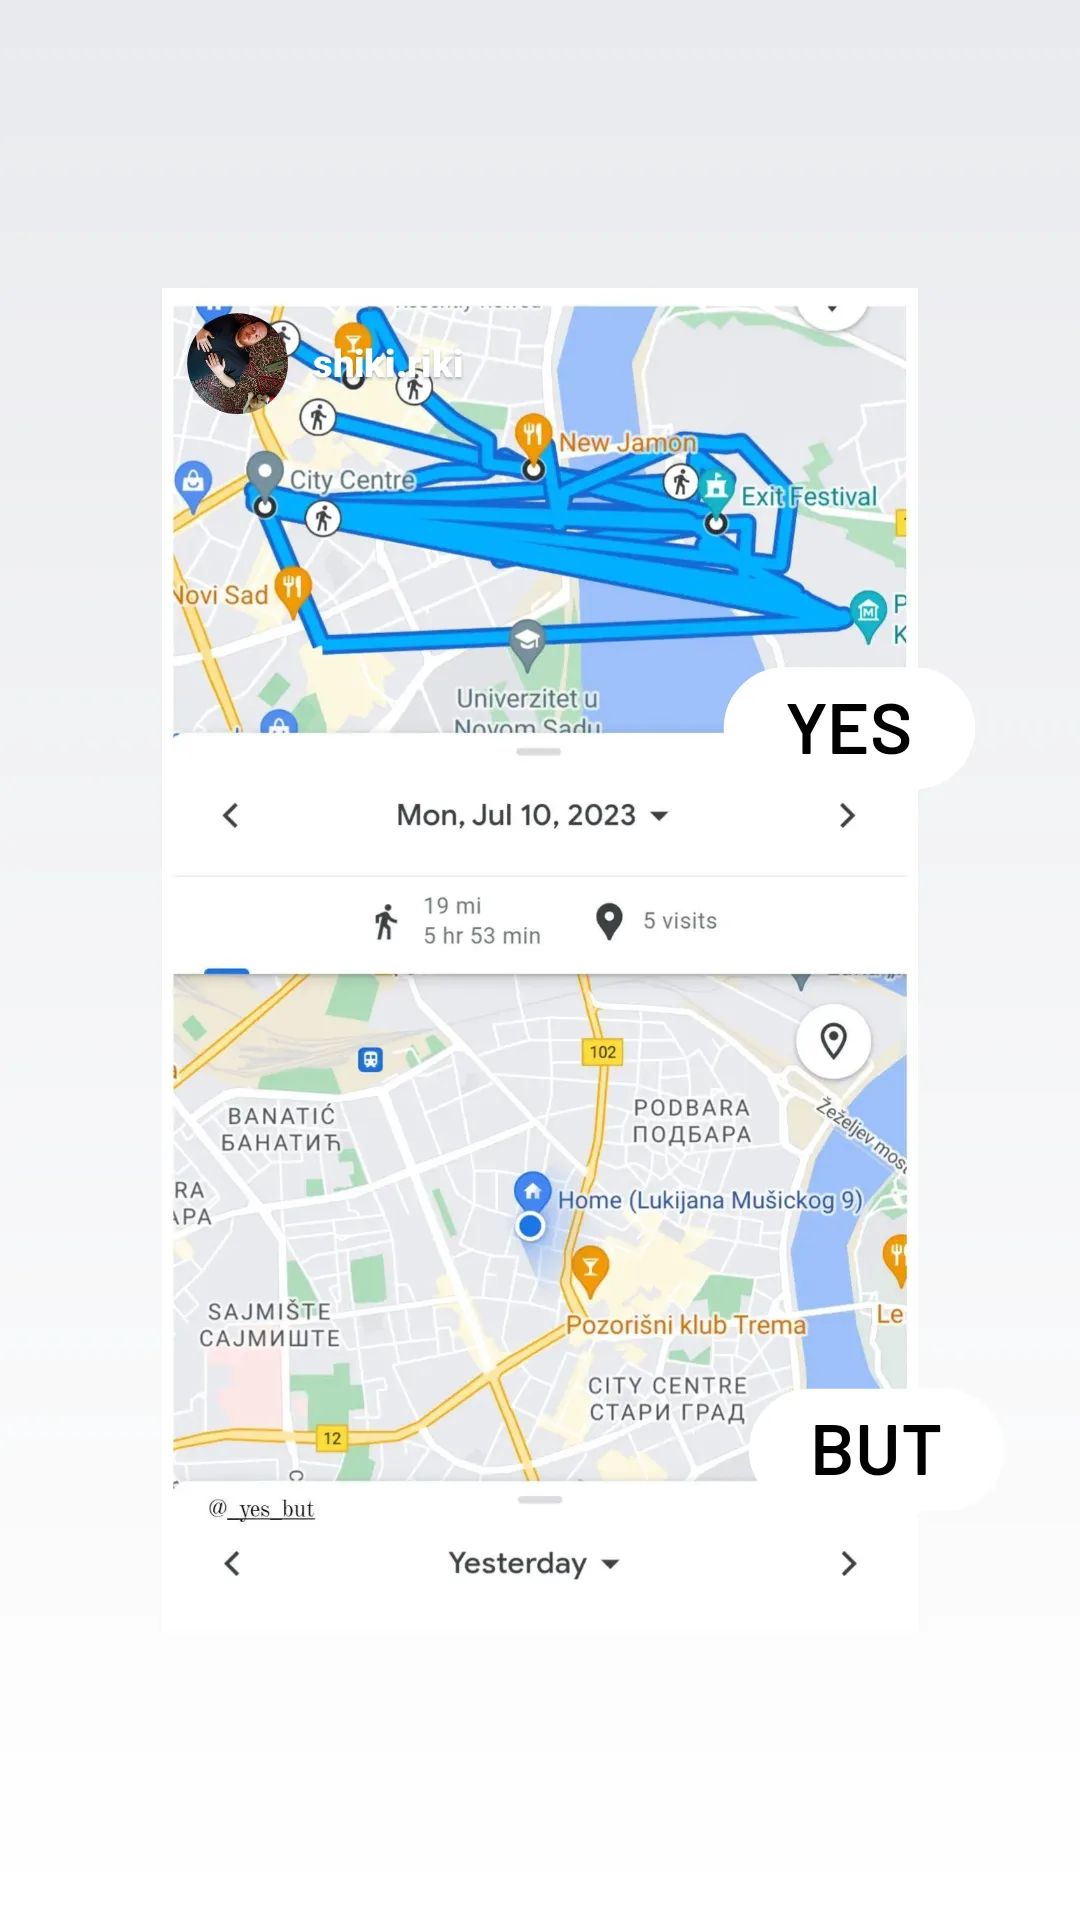 shiki.riki
New Jamon
City Centre
Exit Festival
Novi Sad
P
K
Univerzitet u
Novom Sadu
YES
Mon, Jul 10, 2023
19 mi
5 hr 53 min
5 visits
102
BANATIĆ
БАНАТИЋ
PODBARA
ПОДБАРА
Žeželjev most
RA
АРА
Home (Lukijana Mušickog 9)
SAJMIŠTE
САЈМИШТЕ
Pozorišni klub Trema
Le
CITY CENTRE
СТАРИ ГРАД
12
BUT
@_yes_but
Yesterday